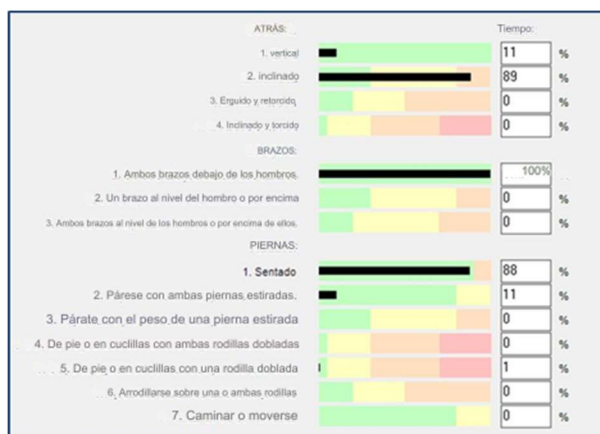 ATRÁS: Tiempo:
1. vertical 11 %
2. inclinado 89 %
3. Erguido y retorcido 0 %
4. Inclinado y torcido 0 %
BRAZOS:
1. Ambos brazos debajo de los hombros. 100%
2. Un brazo al nivel del hombro o por encima 0 %
3. Ambos brazos al nivel de los hombros o por encima de ellos. 0 %
PIERNAS:
1. Sentado 88 %
2. Párese con ambas piernas estiradas. 11 %
3. Párate con el peso de una pierna estirada 0 %
4. De pie o en cuclillas con ambas rodillas dobladas 0 %
5. De pie o en cuclillas con una rodilla doblada 1 %
6. Arrodillarse sobre una o ambas rodillas 0 %
7. Caminar o moverse 0 %